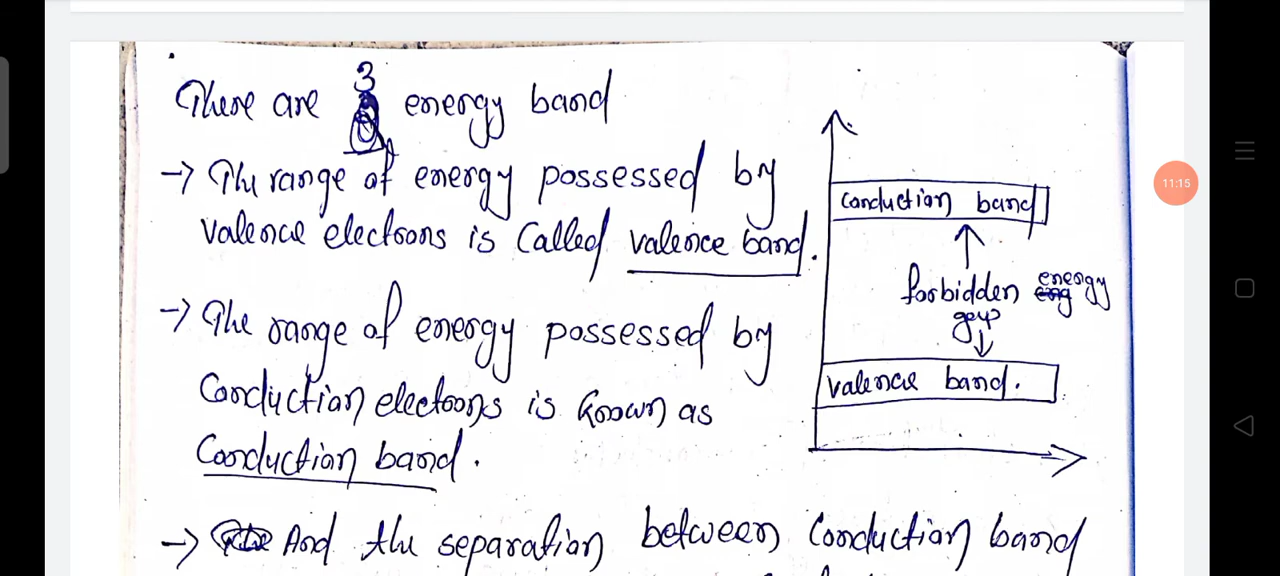 There are 3 energy band
→ The range of energy possessed by
valence electrons is called valence band.
→ The range of energy possessed by
conduction electrons is known as
conduction band.
→ And the separation between conduction band
conduction band
forbidden energy
gap
valence band.
11:15